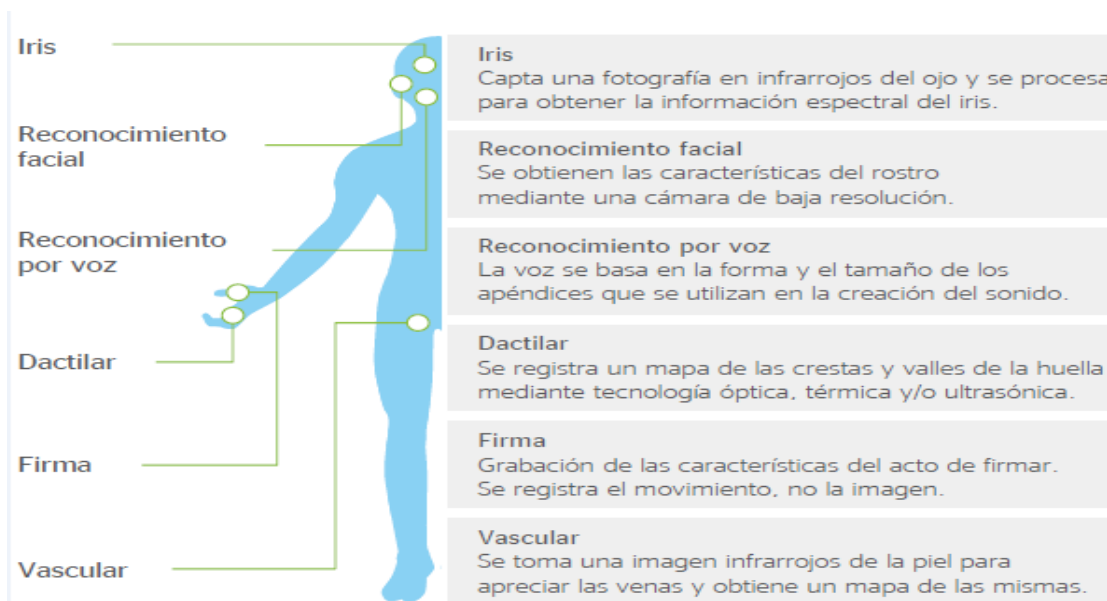 Iris
Reconocimiento
facial
Reconocimiento
por voz
Dactilar
Firma
Vascular
Iris
Capta una fotografía en infrarrojos del ojo y se procesa
para obtener la información espectral del iris.
Reconocimiento facial
Se obtienen las características del rostro
mediante una cámara de baja resolución.
Reconocimiento por voz
La voz se basa en la forma y el tamaño de los
apéndices que se utilizan en la creación del sonido.
Dactilar
Se registra un mapa de las crestas y valles de la huella
mediante tecnología óptica, térmica y/o ultrasónica.
Firma
Grabación de las características del acto de firmar.
Se registra el movimiento, no la imagen.
Vascular
Se toma una imagen infrarrojos de la piel para
apreciar las venas y obtiene un mapa de las mismas.